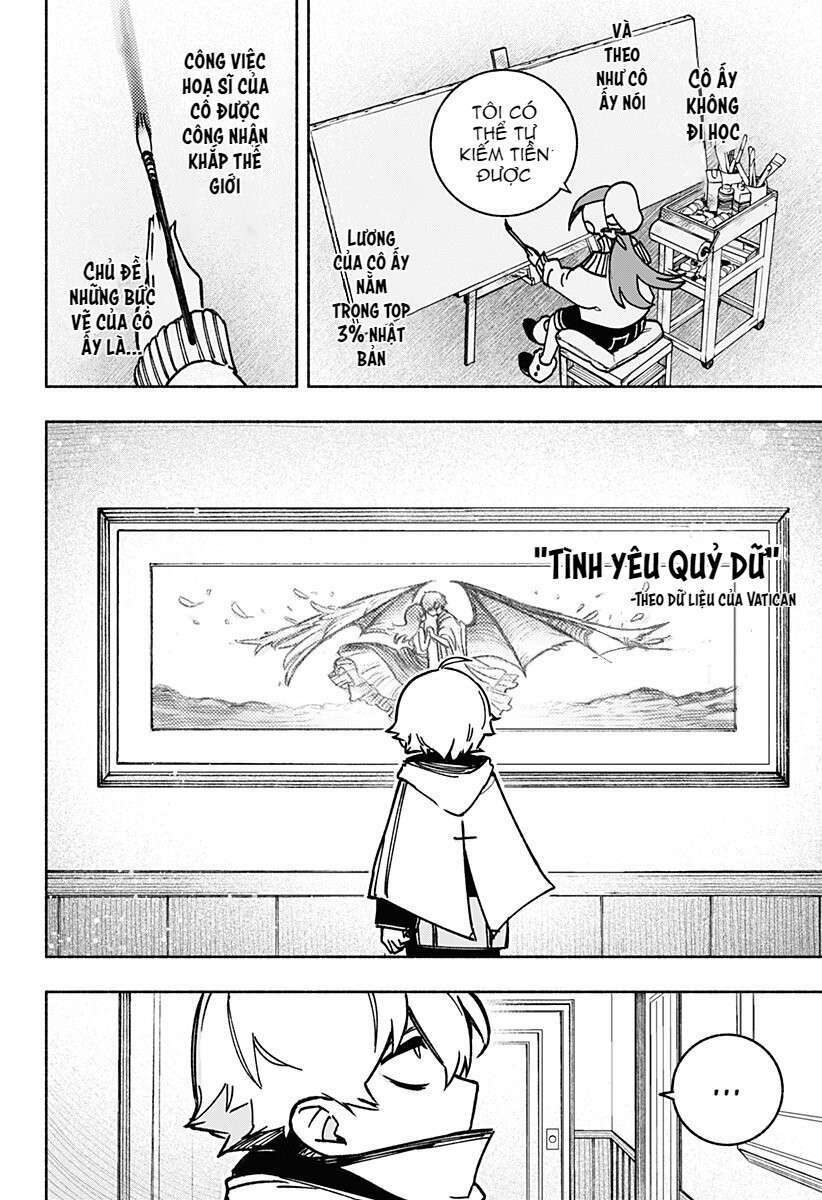 CÔ ẤY
KHÔNG
ĐI HỌC
VÀ
THEO
NHƯ CÔ
ẤY NÓI
TÔI CÓ
THỂ TỰ
KIẾM TIỀN
ĐƯỢC
LƯƠNG
CỦA CÔ ẤY
NẰM
TRONG TOP
3% NHẬT
BẢN
CÔNG VIỆC
HOẠ SĨ CỦA
CỔ ĐƯỢC
CÔNG NHẬN
KHẮP THẾ
GIỚI
CHỦ ĐỀ
NHỮNG BỨC
VẼ CỦA CÔ
ẤY LÀ...
"TÌNH YÊU QUỶ DỮ"
-THEO DỮ LIỆU CỦA VATICAN
...